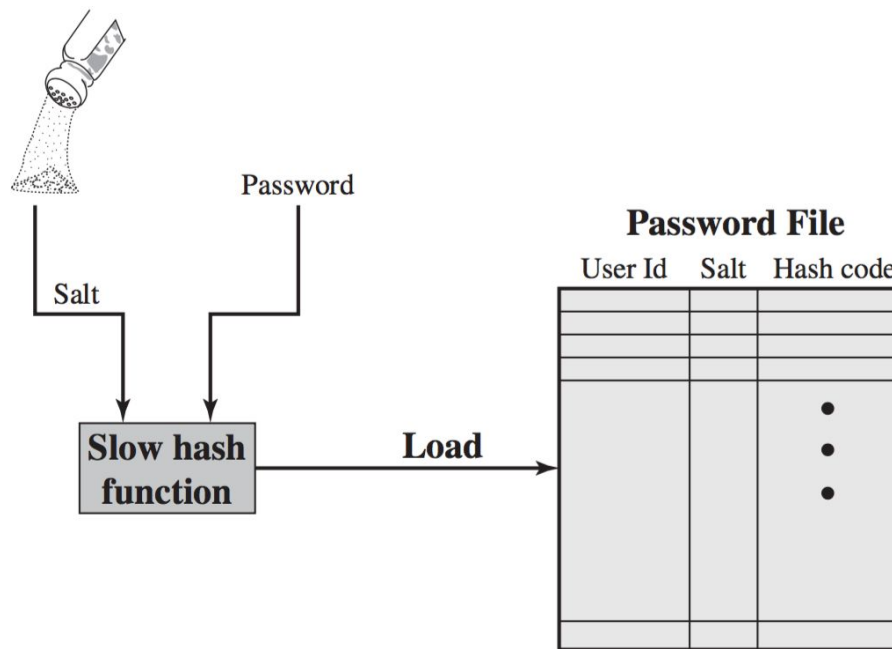 Password
Salt
Password File
User Id Salt Hash code
Slow hash
function
Load